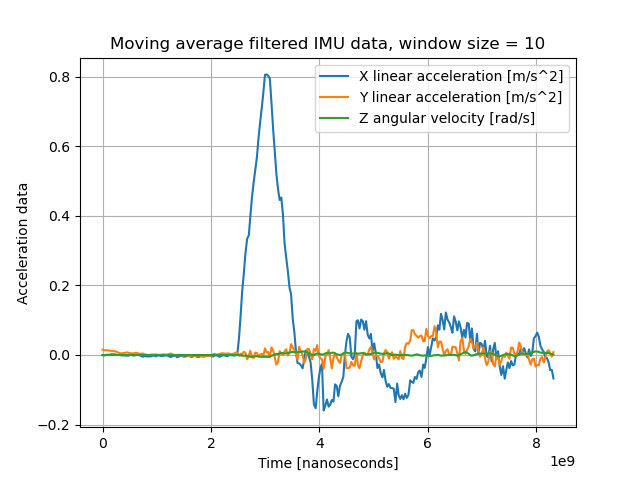 Moving average filtered IMU data, window size = 10
X linear acceleration [m/s^2]
Y linear acceleration [m/s^2]
Z angular velocity [rad/s]
Acceleration data
0.8
0.6
0.4
0.2
0.0
−0.2
0 2 4 6 8
1e9
Time [nanoseconds]